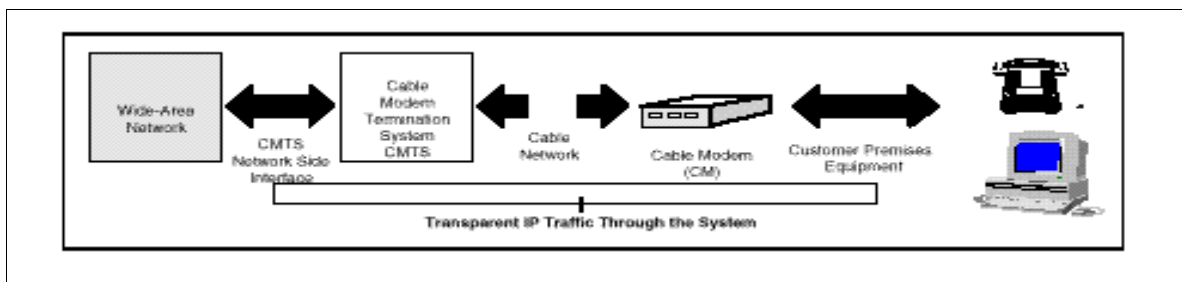 Wide-Area
Network
CMTS
Network Side
Interface
Cable
Modem
Termination
System
CMTS
Cable
Network
Cable Modem
(CM)
Customer Premises
Equipment
Transparent IP Traffic Through the System